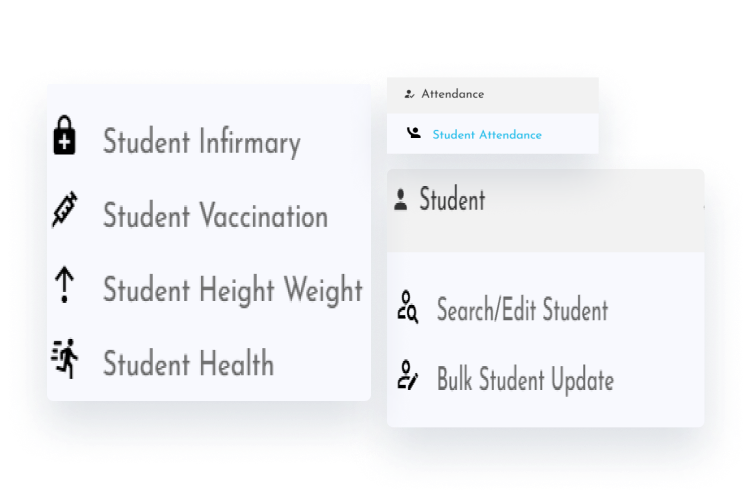 Student Infirmary
Student Vaccination
Student Height Weight
Student Health
Attendance
Student Attendance
Student
Search/Edit Student
Bulk Student Update